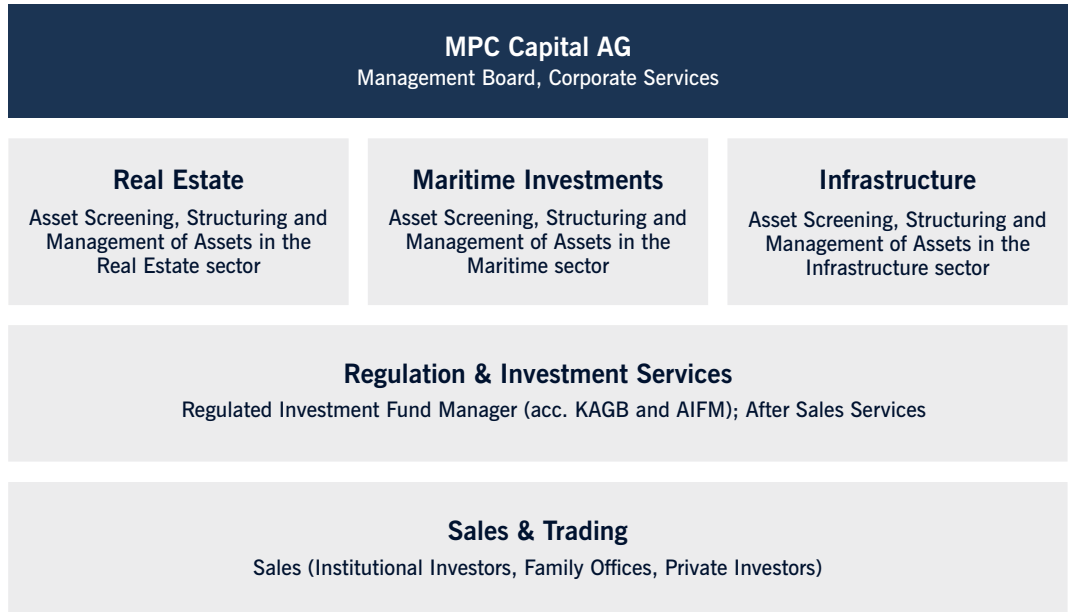 MPC Capital AG
Management Board, Corporate Services
Real Estate
Asset Screening, Structuring and
Management of Assets in the
Real Estate sector
Maritime Investments
Asset Screening, Structuring and
Management of Assets in the
Maritime sector
Infrastructure
Asset Screening, Structuring and
Management of Assets in the
Infrastructure sector
Regulation & Investment Services
Regulated Investment Fund Manager (acc. KAGB and AIFM); After Sales Services
Sales & Trading
Sales (Institutional Investors, Family Offices, Private Investors)